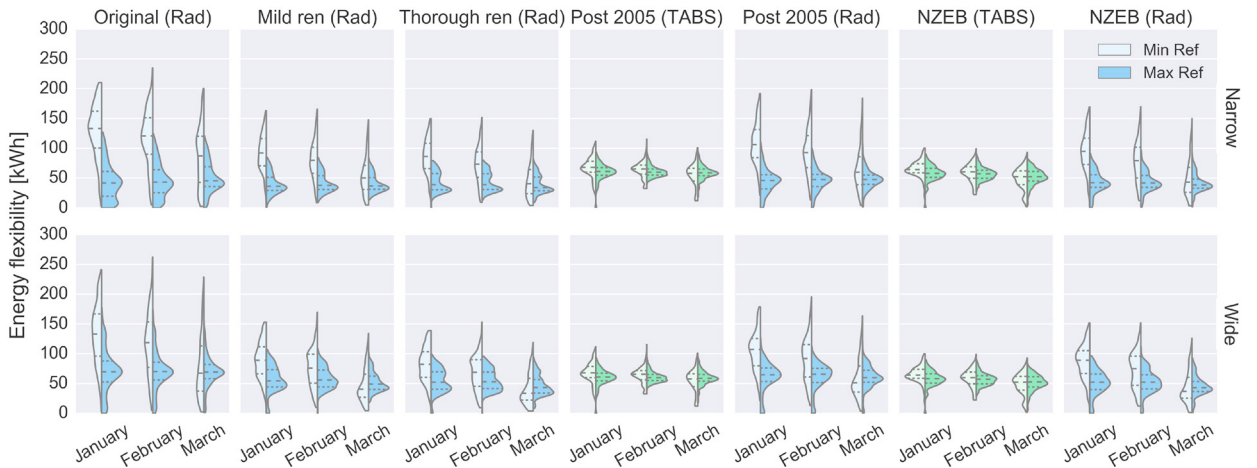 Original (Rad) Mild ren (Rad) Thorough ren (Rad) Post 2005 (TABS) Post 2005 (Rad) NZEB (TABS) NZEB (Rad)
300
250
200
150
100
50
0
Min Ref
Max Ref
Narrow
Energy flexibility [kWh]
300
250
200
150
100
50
0
Wide
January February March January February March January February March January February March January February March January February March January February March